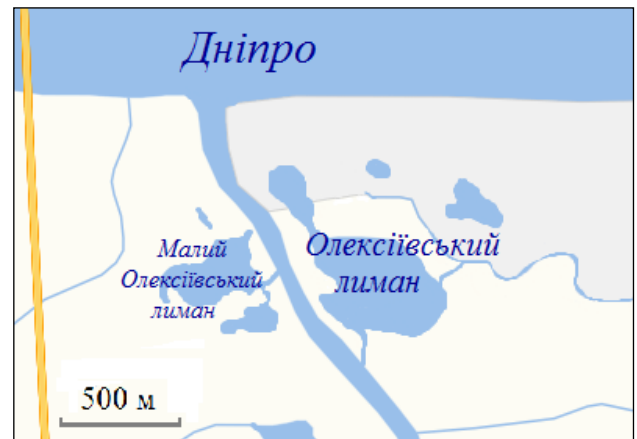 Дніпро
Олексіївський
лиман
Малий
Олексіївський
лиман
500 м